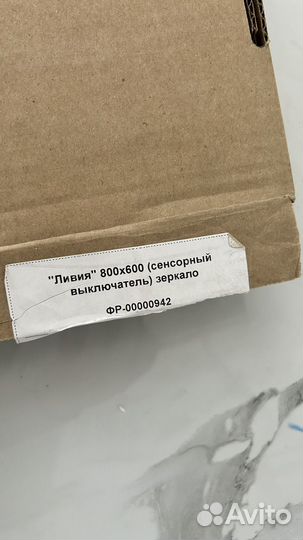 "Ливия" 800х600 (сенсорный
выключатель) зеркало
ФР-00000942
Avito